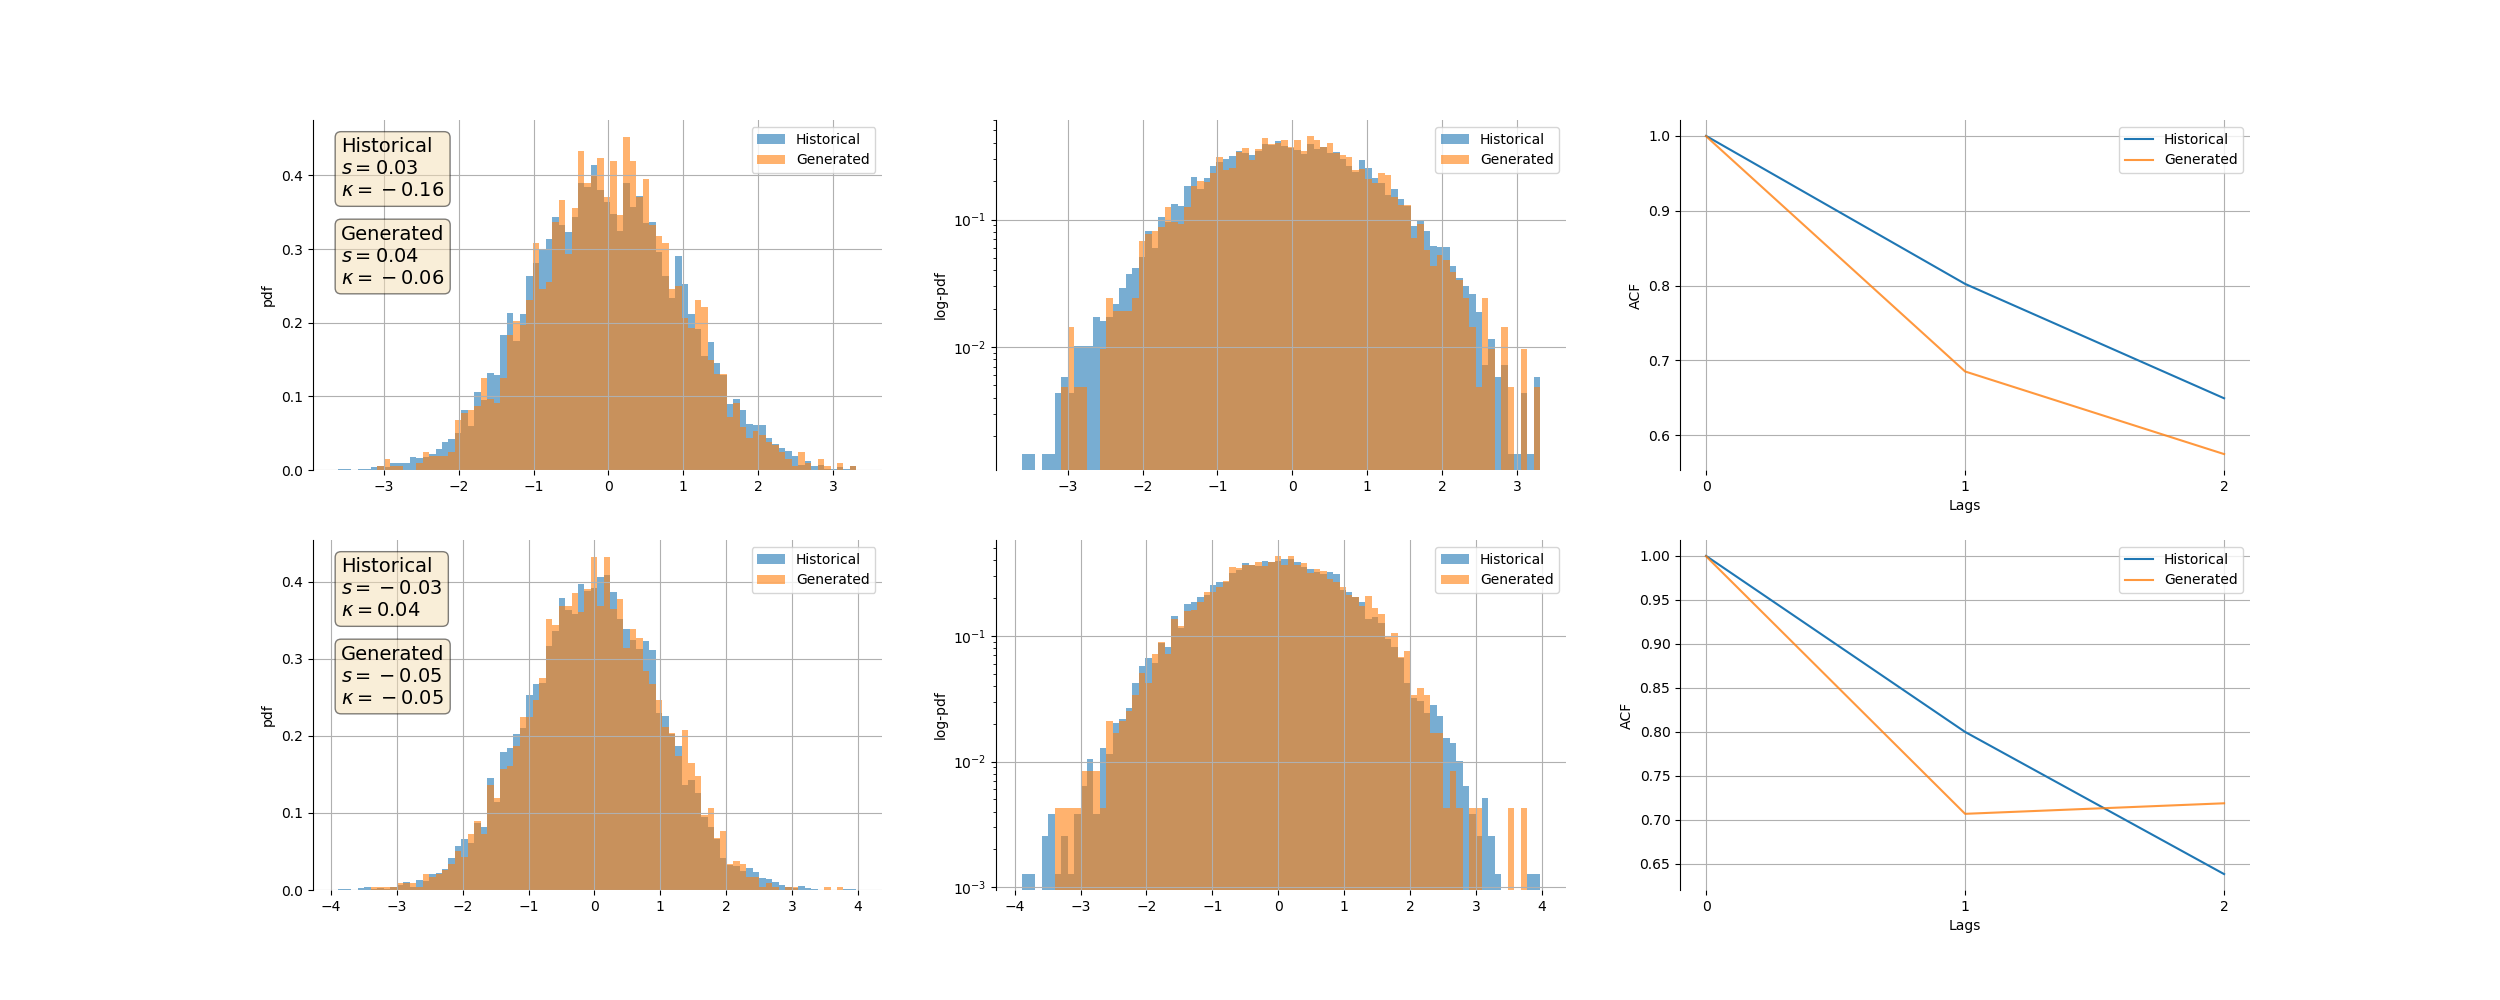 Historical
s = 0.03
κ = −0.16
Generated
s = 0.04
κ = −0.06
Historical
Generated
pdf
0.4
0.3
0.2
0.1
0.0
−3 −2 −1 0 1 2 3
Historical
Generated
log-pdf
10⁻¹
10⁻²
−3 −2 −1 0 1 2 3
Historical
Generated
ACF
1.0
0.9
0.8
0.7
0.6
0 1 2
Lags
Historical
s = −0.03
κ = 0.04
Generated
s = −0.05
κ = −0.05
Historical
Generated
pdf
0.4
0.3
0.2
0.1
0.0
−4 −3 −2 −1 0 1 2 3 4
Historical
Generated
log-pdf
10⁻¹
10⁻²
10⁻³
−4 −3 −2 −1 0 1 2 3 4
Historical
Generated
ACF
1.00
0.95
0.90
0.85
0.80
0.75
0.70
0.65
0 1 2
Lags